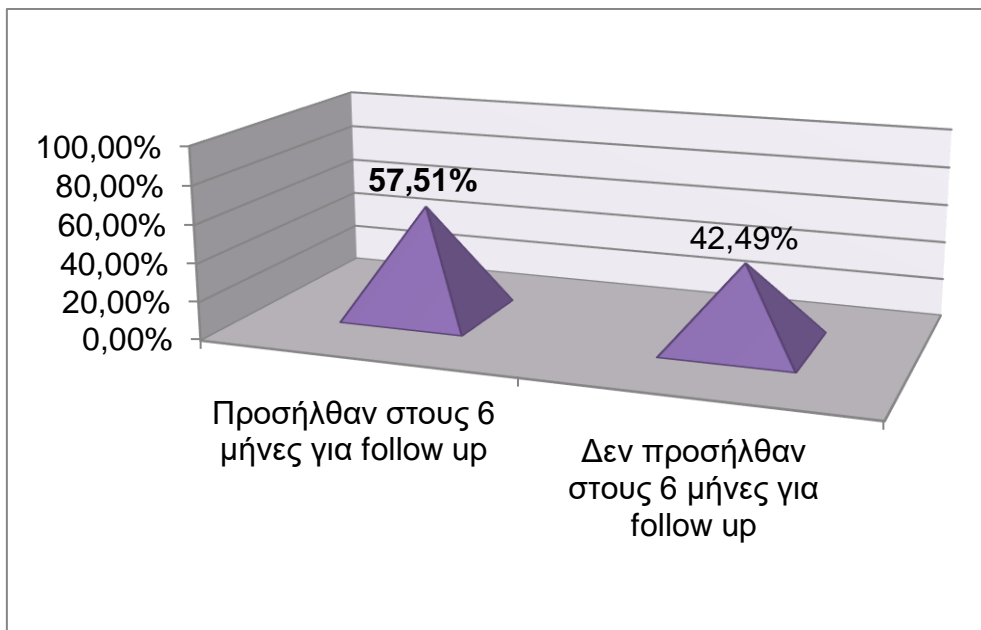 100,00%
80,00%
60,00%
40,00%
20,00%
0,00%
57,51%
42,49%
Προσήλθαν στους 6
μήνες για follow up
Δεν προσήλθαν
στους 6 μήνες για
follow up